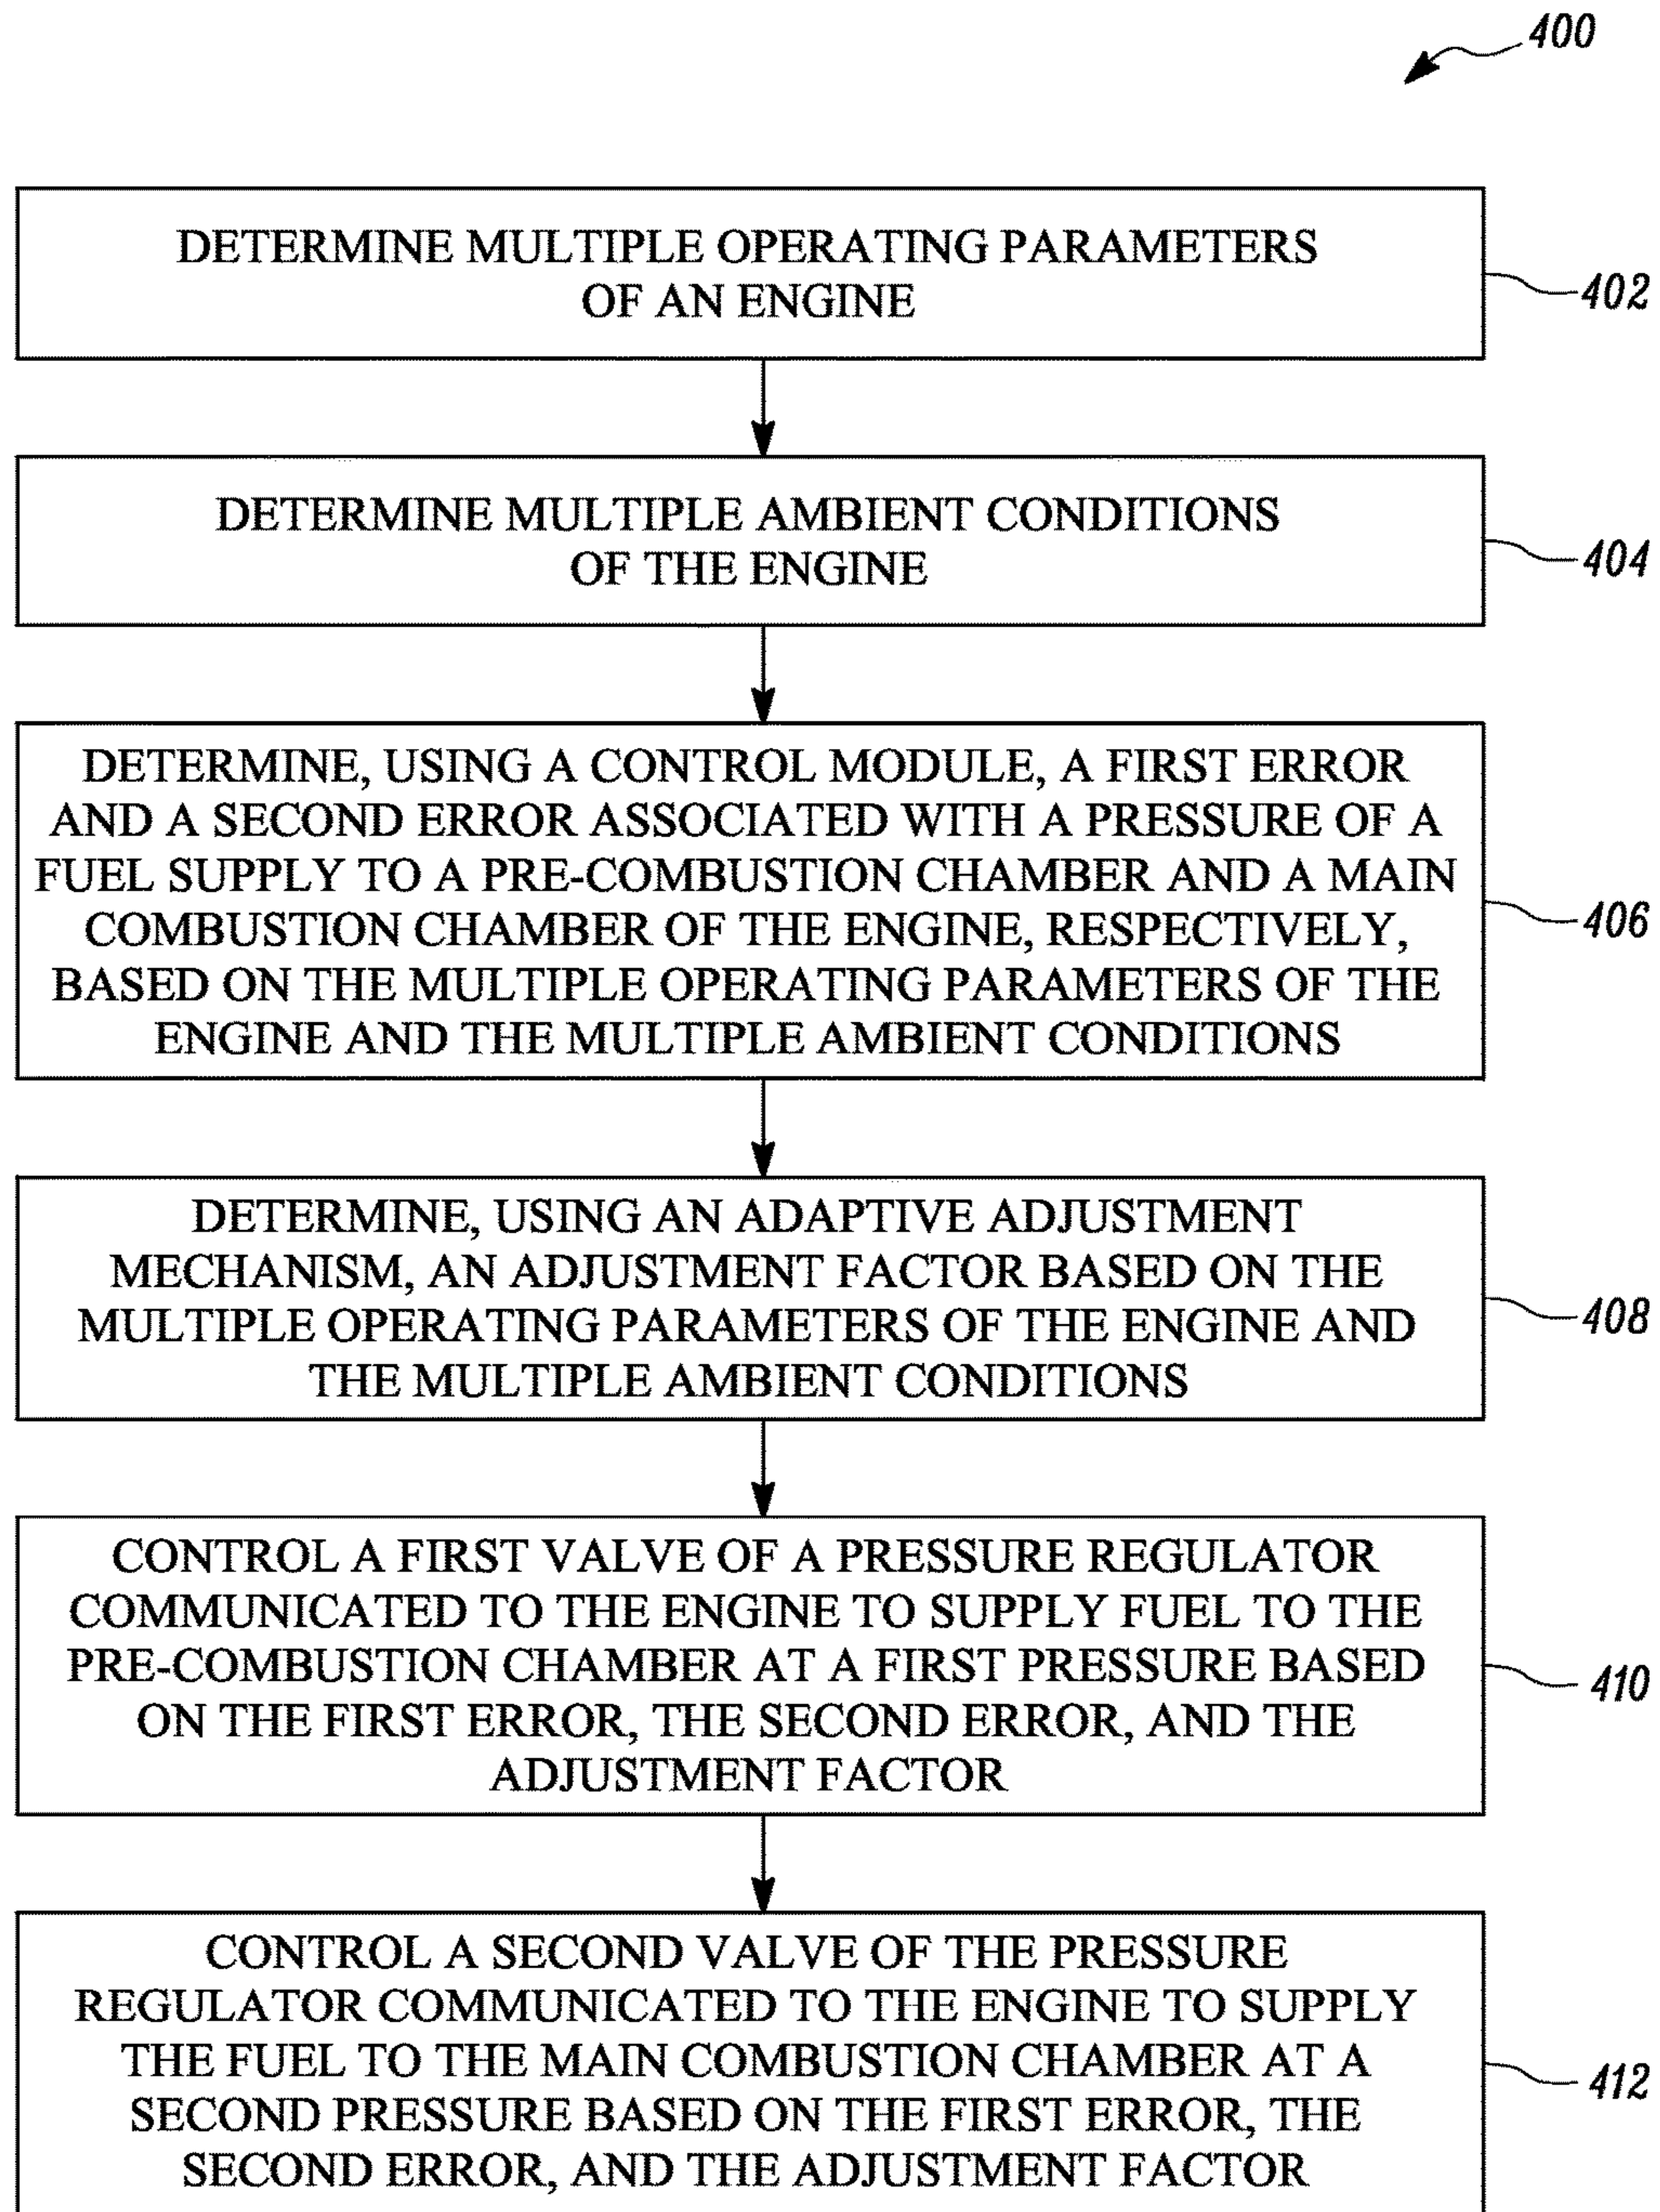 400
DETERMINE MULTIPLE OPERATING PARAMETERS
OF AN ENGINE
402
DETERMINE MULTIPLE AMBIENT CONDITIONS
OF THE ENGINE
404
DETERMINE, USING A CONTROL MODULE, A FIRST ERROR
AND A SECOND ERROR ASSOCIATED WITH A PRESSURE OF A
FUEL SUPPLY TO A PRE-COMBUSTION CHAMBER AND A MAIN
COMBUSTION CHAMBER OF THE ENGINE, RESPECTIVELY,
BASED ON THE MULTIPLE OPERATING PARAMETERS OF THE
ENGINE AND THE MULTIPLE AMBIENT CONDITIONS
406
DETERMINE, USING AN ADAPTIVE ADJUSTMENT
MECHANISM, AN ADJUSTMENT FACTOR BASED ON THE
MULTIPLE OPERATING PARAMETERS OF THE ENGINE AND
THE MULTIPLE AMBIENT CONDITIONS
408
CONTROL A FIRST VALVE OF A PRESSURE REGULATOR
COMMUNICATED TO THE ENGINE TO SUPPLY FUEL TO THE
PRE-COMBUSTION CHAMBER AT A FIRST PRESSURE BASED
ON THE FIRST ERROR, THE SECOND ERROR, AND THE
ADJUSTMENT FACTOR
410
CONTROL A SECOND VALVE OF THE PRESSURE
REGULATOR COMMUNICATED TO THE ENGINE TO SUPPLY
THE FUEL TO THE MAIN COMBUSTION CHAMBER AT A
SECOND PRESSURE BASED ON THE FIRST ERROR, THE
SECOND ERROR, AND THE ADJUSTMENT FACTOR
412